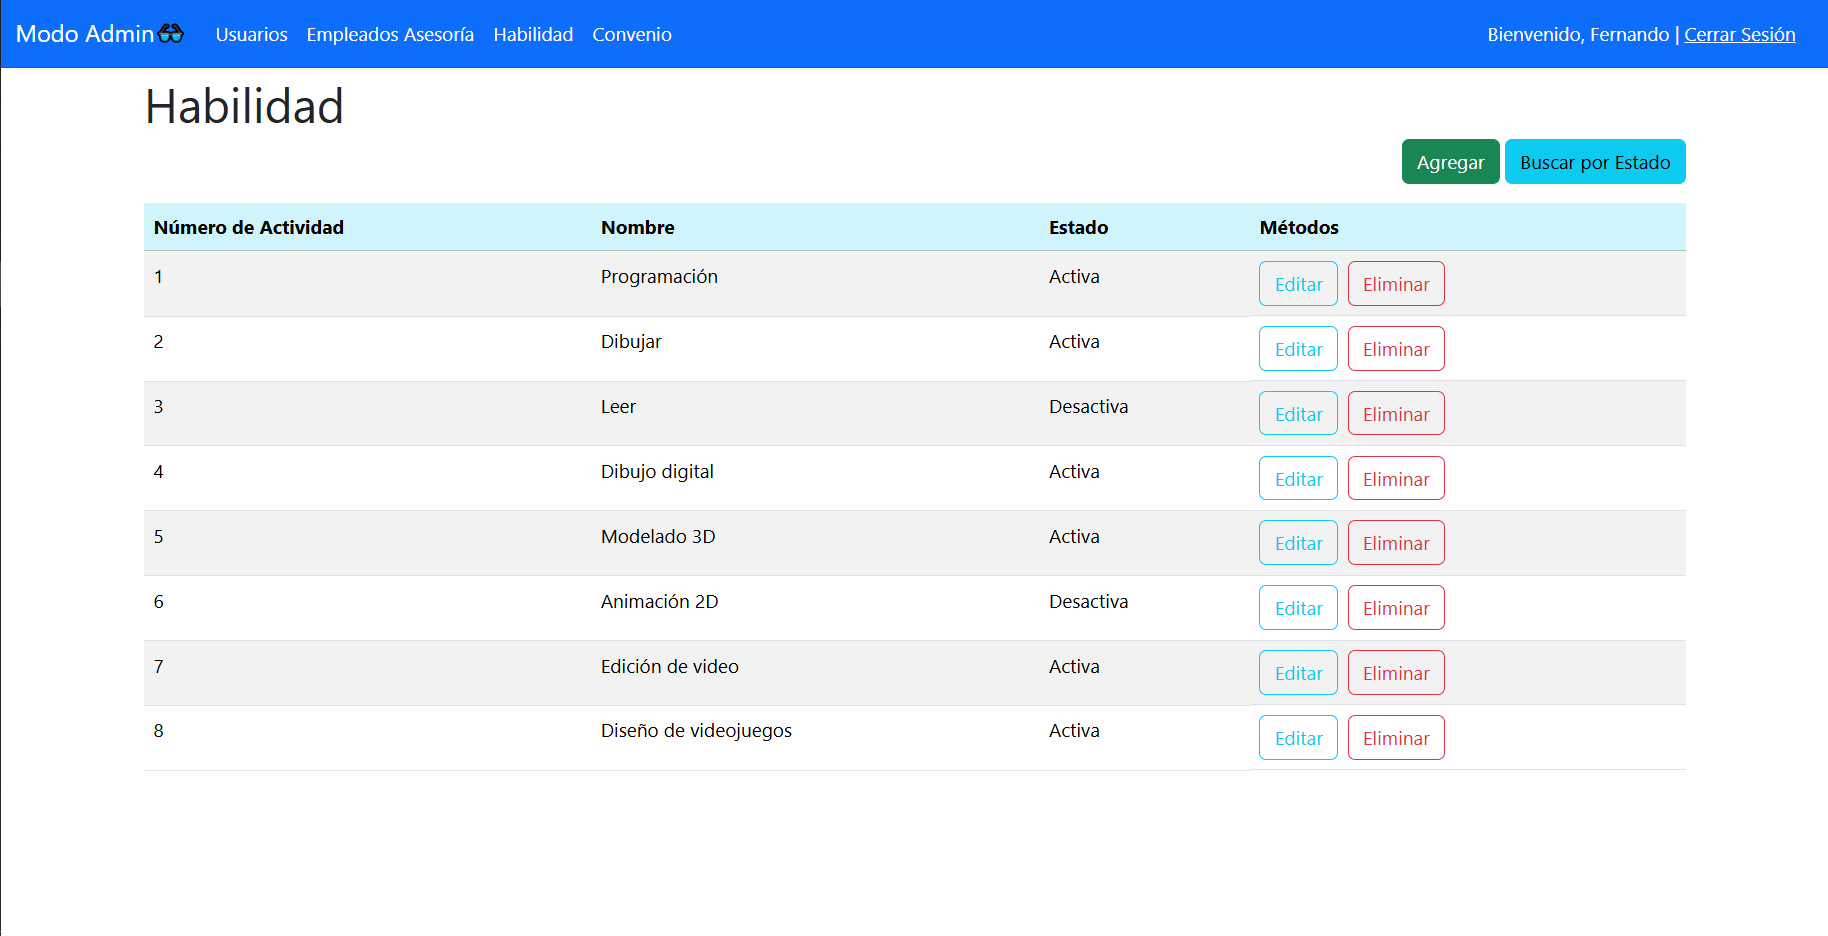 Modo Admin Usuarios Empleados Asesoría Habilidad Convenio Bienvenido, Fernando | Cerrar Sesión
Habilidad
Agregar Buscar por Estado
Número de Actividad Nombre Estado Métodos
1 Programación Activa Editar Eliminar
2 Dibujar Activa Editar Eliminar
3 Leer Desactiva Editar Eliminar
4 Dibujo digital Activa Editar Eliminar
5 Modelado 3D Activa Editar Eliminar
6 Animación 2D Desactiva Editar Eliminar
7 Edición de video Activa Editar Eliminar
8 Diseño de videojuegos Activa Editar Eliminar